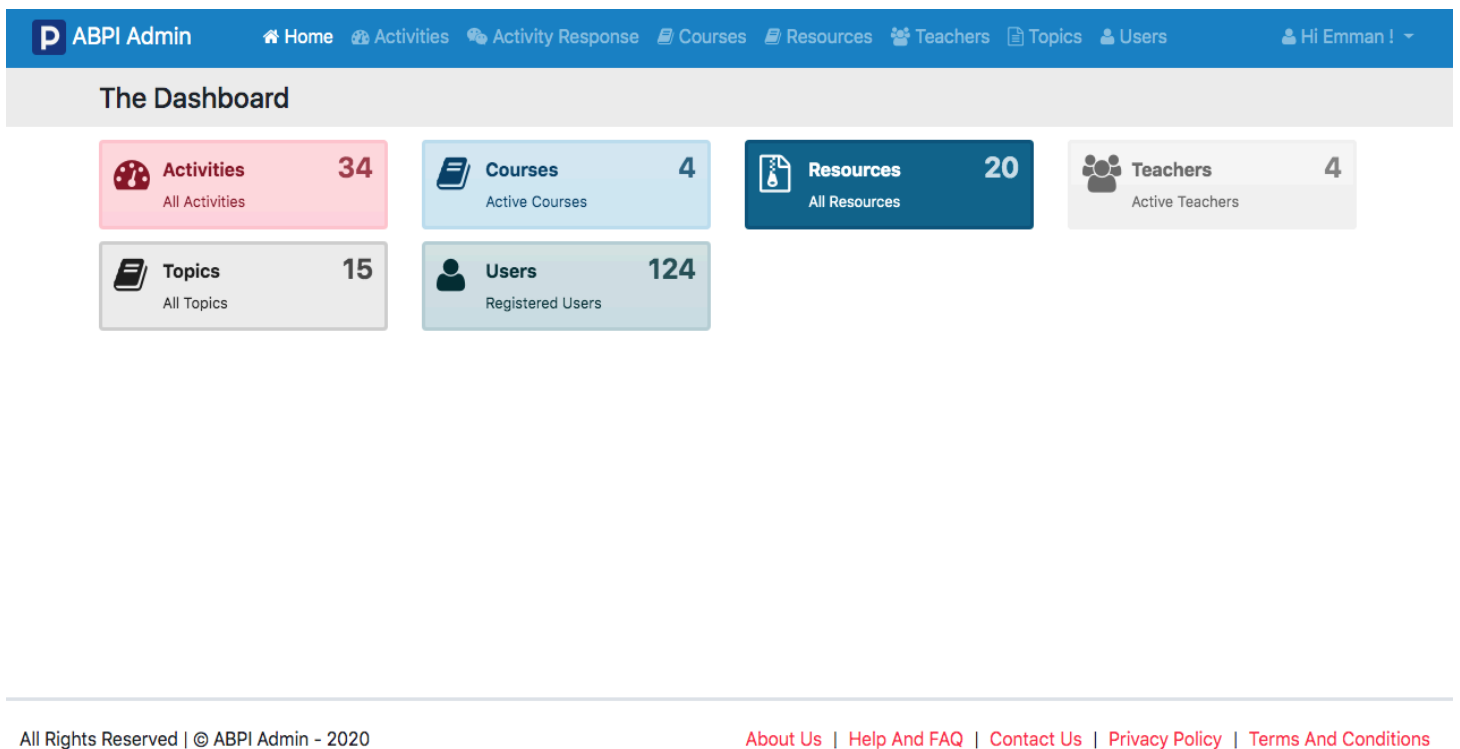 P ABPI Admin Home Activities Activity Response Courses Resources Teachers Topics Users Hi Emman !
The Dashboard
Activities 34
All Activities
Courses 4
Active Courses
Resources 20
All Resources
Teachers 4
Active Teachers
Topics 15
All Topics
Users 124
Registered Users
All Rights Reserved | © ABPI Admin - 2020
About Us | Help And FAQ | Contact Us | Privacy Policy | Terms And Conditions